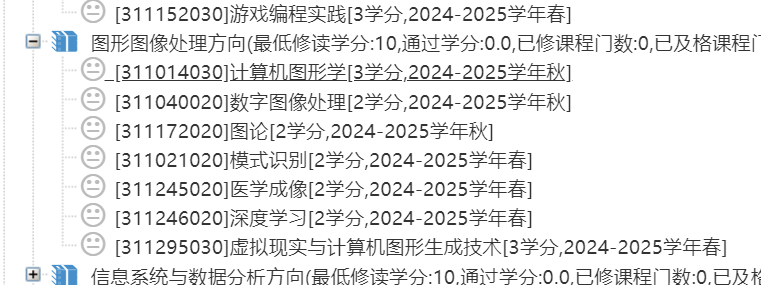 [311152030]游戏编程实践[3学分,2024-2025学年春]
图形图像处理方向(最低修读学分:10,通过学分:0.0,已修课程门数:0,已及格课程门
[311014030]计算机图形学[3学分,2024-2025学年秋]
[311040020]数字图像处理[2学分,2024-2025学年秋]
[311172020]图论[2学分,2024-2025学年秋]
[311021020]模式识别[2学分,2024-2025学年春]
[311245020]医学成像[2学分,2024-2025学年春]
[311246020]深度学习[2学分,2024-2025学年春]
[311295030]虚拟现实与计算机图形生成技术[3学分,2024-2025学年春]
信息系统与数据分析方向(最低修读学分:10,通过学分:0.0,已修课程门数:0,已及格